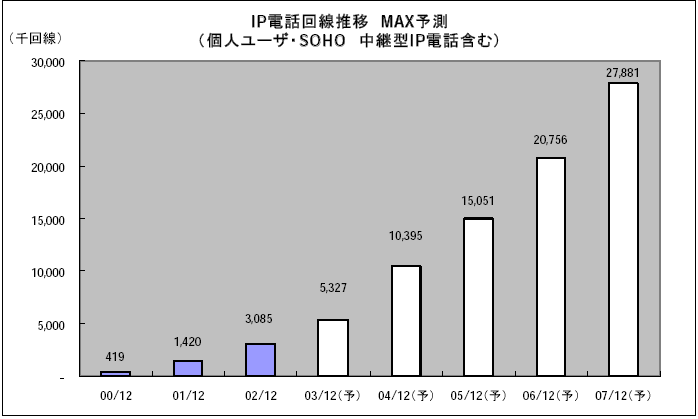 IP電話回線推移　MAX予測
（個人ユーザ・SOHO　中継型IP電話含む）
（千回線）
30,000
25,000
20,000
15,000
10,000
5,000
-
419
1,420
3,085
5,327
10,395
15,051
20,756
27,881
00/12
01/12
02/12
03/12（予）
04/12（予）
05/12（予）
06/12（予）
07/12（予）